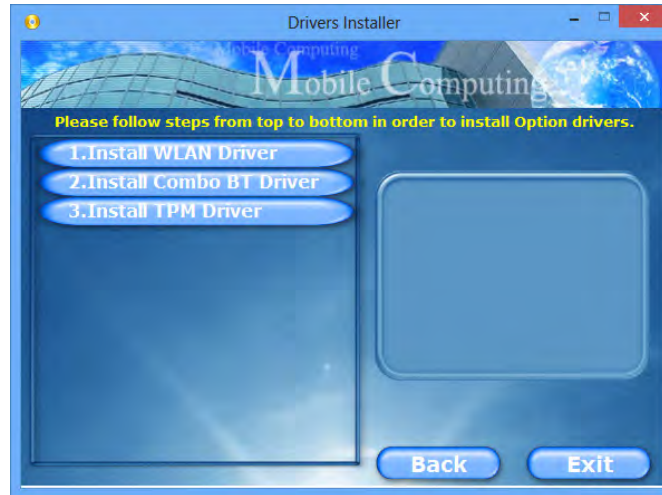 Drivers Installer
Mobile Computing
Mobile Computing
Please follow steps from top to bottom in order to install Option drivers.
1.Install WLAN Driver
2.Install Combo BT Driver
3.Install TPM Driver
Back
Exit